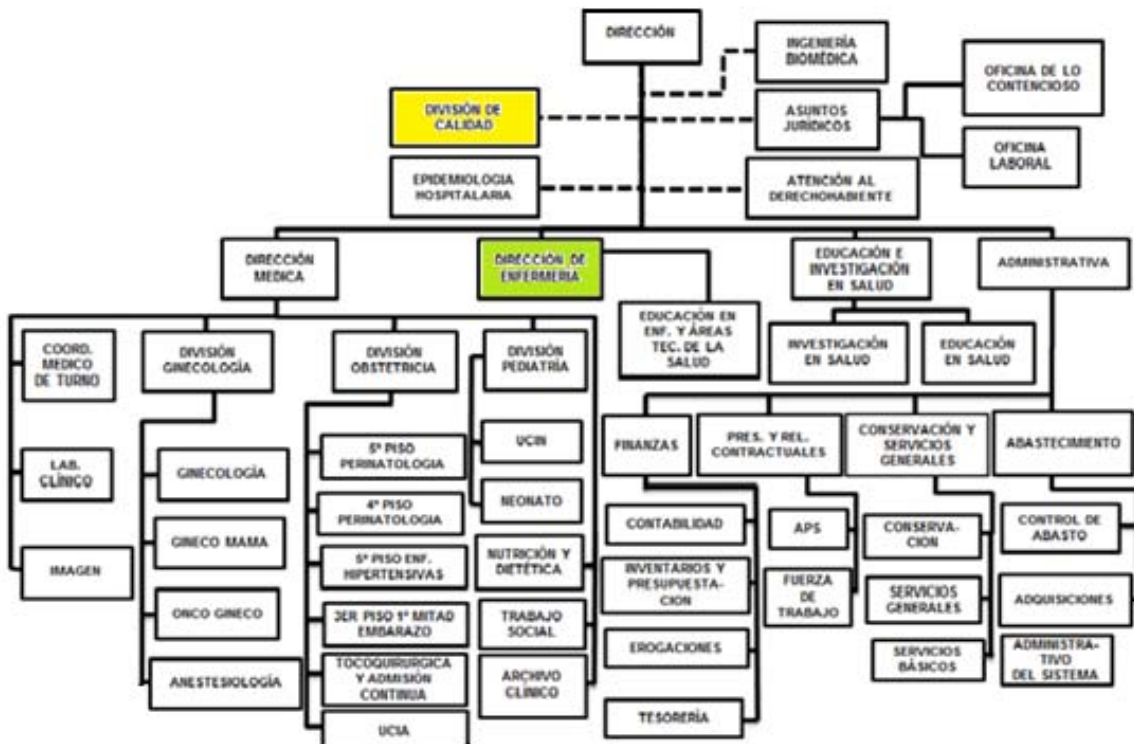 DIRECCIÓN
INGENIERÍA
BIOMÉDICA
OFICINA DE LO
CONTENCIOSO
DIVISIÓN DE
CALIDAD
ASUNTOS
JURÍDICOS
OFICINA
LABORAL
EPIDEMIOLOGIA
HOSPITALARIA
ATENCIÓN AL
DERECHOHABIENTE
DIRECCIÓN
MEDICA
DIRECCIÓN DE
ENFERMERIA
EDUCACIÓN E
INVESTIGACIÓN
EN SALUD
ADMINISTRATIVA
EDUCACIÓN EN
ENF. Y ÁREAS
TEC. DE LA
SALUD
INVESTIGACIÓN
EN SALUD
EDUCACIÓN
EN SALUD
COORD.
MEDICO
DE TURNO
DIVISIÓN
GINECOLOGÍA
DIVISIÓN
OBSTETRICIA
DIVISIÓN
PEDIATRÍA
LAB.
CLÍNICO
IMAGEN
GINECOLOGÍA
GINECO MAMA
ONCO GINECO
ANESTESIOLOGÍA
5º PISO
PERINATOLOGIA
4º PISO
PERINATOLOGIA
5º PISO ENF.
HIPERTENSIVAS
3ER PISO 1ª MITAD
EMBARAZO
TOCOQUIRURGICA
Y ADMISIÓN
CONTINUA
UCIA
UCIN
NEONATO
NUTRICIÓN Y
DIETÉTICA
TRABAJO
SOCIAL
ARCHIVO
CLÍNICO
FINANZAS
PRES. Y REL.
CONTRACTUALES
CONSERVACIÓN Y
SERVICIOS
GENERALES
ABASTECIMIENTO
CONTABILIDAD
INVENTARIOS Y
PRESUPUESTA-
CION
EROGACIONES
TESORERÍA
APS
FUERZA
DE
TRABAJO
CONSERVA-
CION
SERVICIOS
GENERALES
SERVICIOS
BÁSICOS
CONTROL DE
ABASTO
ADQUISICIONES
ADMINISTRA-
TIVO
DEL SISTEMA